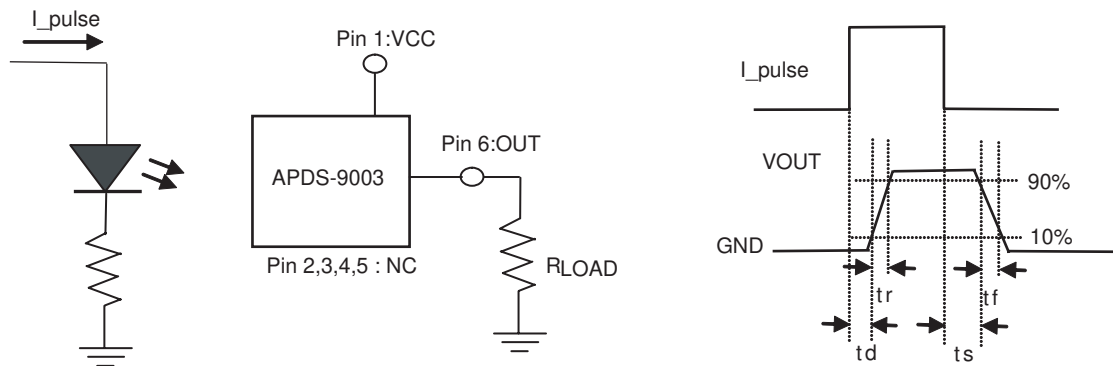 I_pulse
Pin 1:VCC
APDS-9003
Pin 6:OUT
Pin 2,3,4,5 : NC
RLOAD
I_pulse
VOUT
90%
GND
10%
tr
tf
td
ts